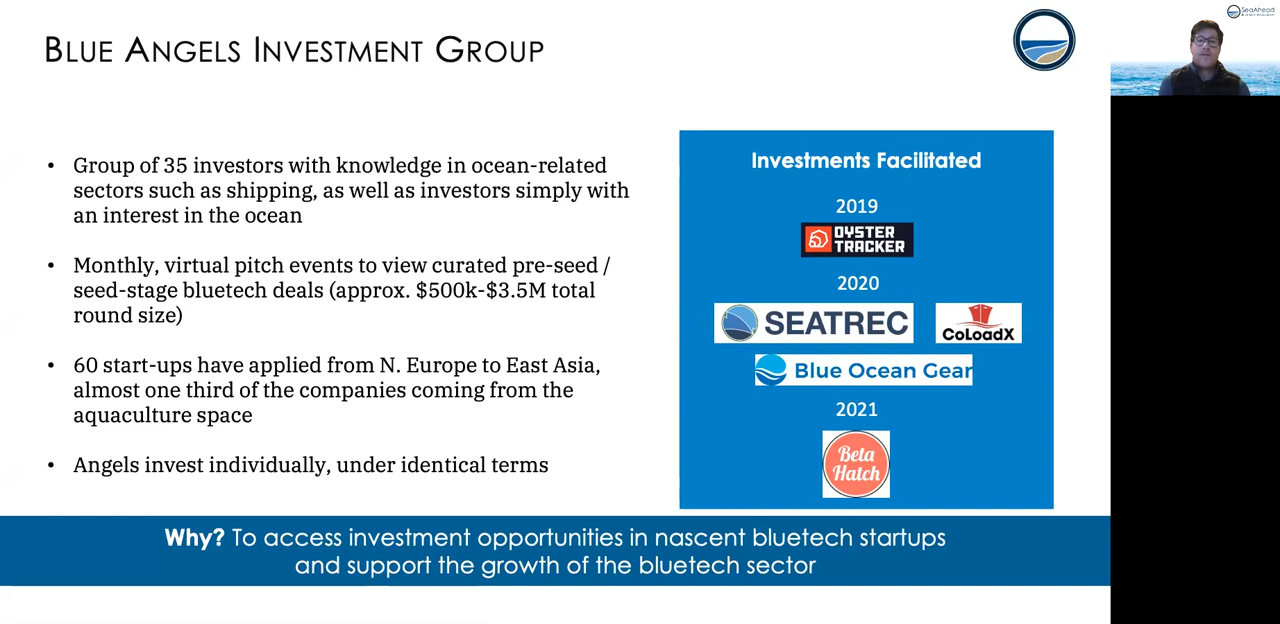 BLUE ANGELS INVESTMENT GROUP
SeaAhead
• Group of 35 investors with knowledge in ocean-related
sectors such as shipping, as well as investors simply with
an interest in the ocean
• Monthly, virtual pitch events to view curated pre-seed /
seed-stage bluetech deals (approx. $500k-$3.5M total
round size)
• 60 start-ups have applied from N. Europe to East Asia,
almost one third of the companies coming from the
aquaculture space
• Angels invest individually, under identical terms
Investments Facilitated
2019
OYSTER
TRACKER
2020
SEATREC
CoLoadX
Blue Ocean Gear
2021
Beta
Hatch
Why? To access investment opportunities in nascent bluetech startups
and support the growth of the bluetech sector